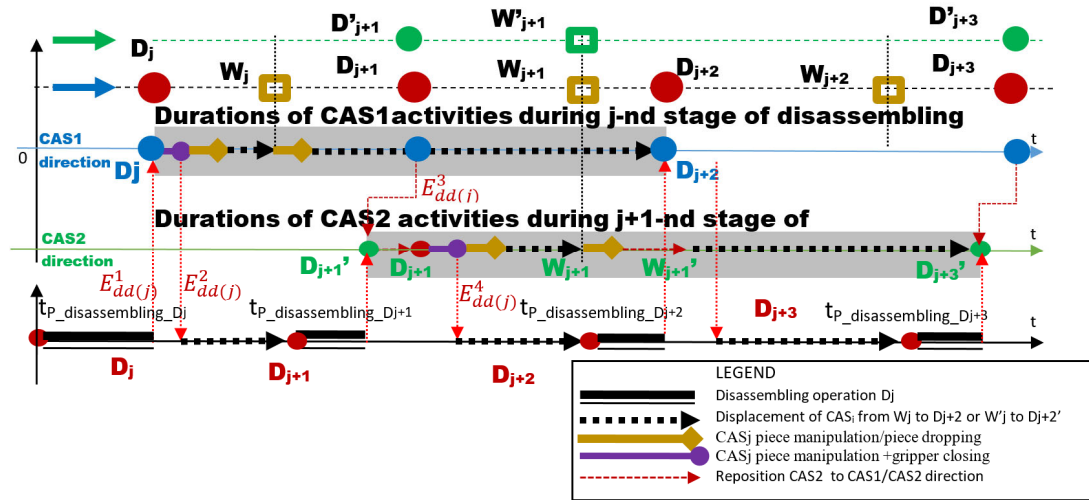 D'j+1 W'j+1 D'j+3
Dj Wj Dj+1 Wj+1 Dj+2 Wj+2 Dj+3
Durations of CAS1activities during j-nd stage of disassembling
CAS1
direction
0
t
Dj
Dj+2
E³dd(j)
Durations of CAS2 activities during j+1-nd stage of
CAS2
direction
t
Dj+1' Dj+1 Wj+1 Wj+1' Dj+3'
E¹dd(j) E²dd(j) E⁴dd(j)
tP_disassembling_Dj tP_disassembling_Dj+1 tP_disassembling_Dj+2 Dj+3 tP_disassembling_Dj+3
t
Dj Dj+1 Dj+2
LEGEND
Disassembling operation Dj
Displacement of CASi from Wj to Dj+2 or W'j to Dj+2'
CASj piece manipulation/piece dropping
CASj piece manipulation +gripper closing
Reposition CAS2 to CAS1/CAS2 direction